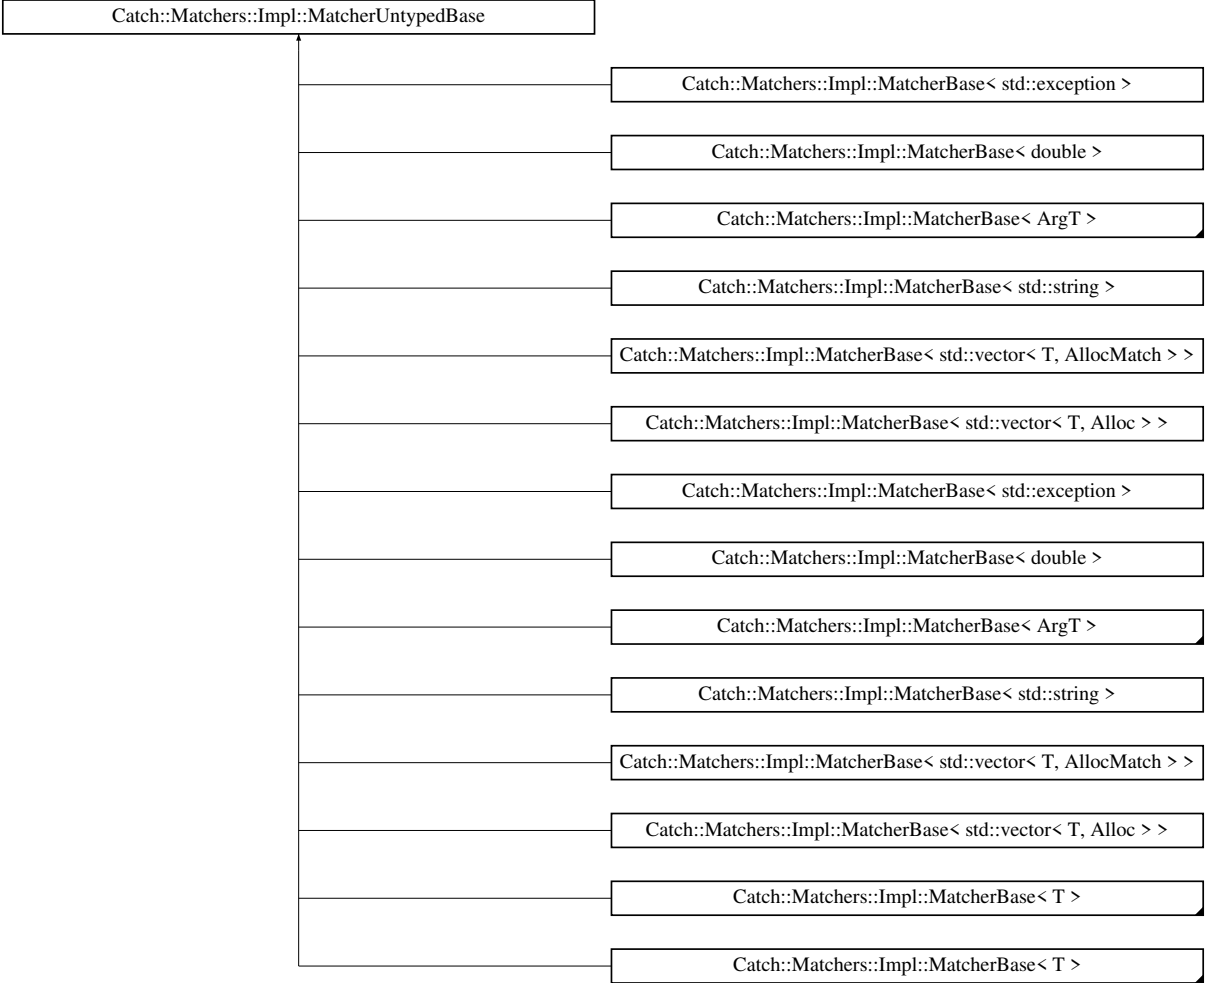 Catch::Matchers::Impl::MatcherUntypedBase
Catch::Matchers::Impl::MatcherBase< std::exception >
Catch::Matchers::Impl::MatcherBase< double >
Catch::Matchers::Impl::MatcherBase< ArgT >
Catch::Matchers::Impl::MatcherBase< std::string >
Catch::Matchers::Impl::MatcherBase< std::vector< T, AllocMatch > >
Catch::Matchers::Impl::MatcherBase< std::vector< T, Alloc > >
Catch::Matchers::Impl::MatcherBase< std::exception >
Catch::Matchers::Impl::MatcherBase< double >
Catch::Matchers::Impl::MatcherBase< ArgT >
Catch::Matchers::Impl::MatcherBase< std::string >
Catch::Matchers::Impl::MatcherBase< std::vector< T, AllocMatch > >
Catch::Matchers::Impl::MatcherBase< std::vector< T, Alloc > >
Catch::Matchers::Impl::MatcherBase< T >
Catch::Matchers::Impl::MatcherBase< T >